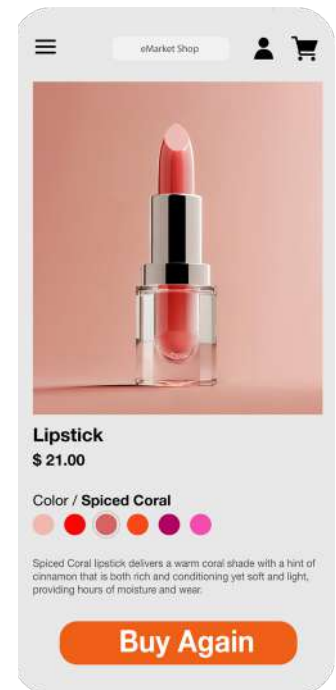 eMarket Shop
Lipstick
$ 21.00
Color / Spiced Coral
Spiced Coral lipstick delivers a warm coral shade with a hint of
cinnamon that is both rich and conditioning yet soft and light,
providing hours of moisture and wear.
Buy Again